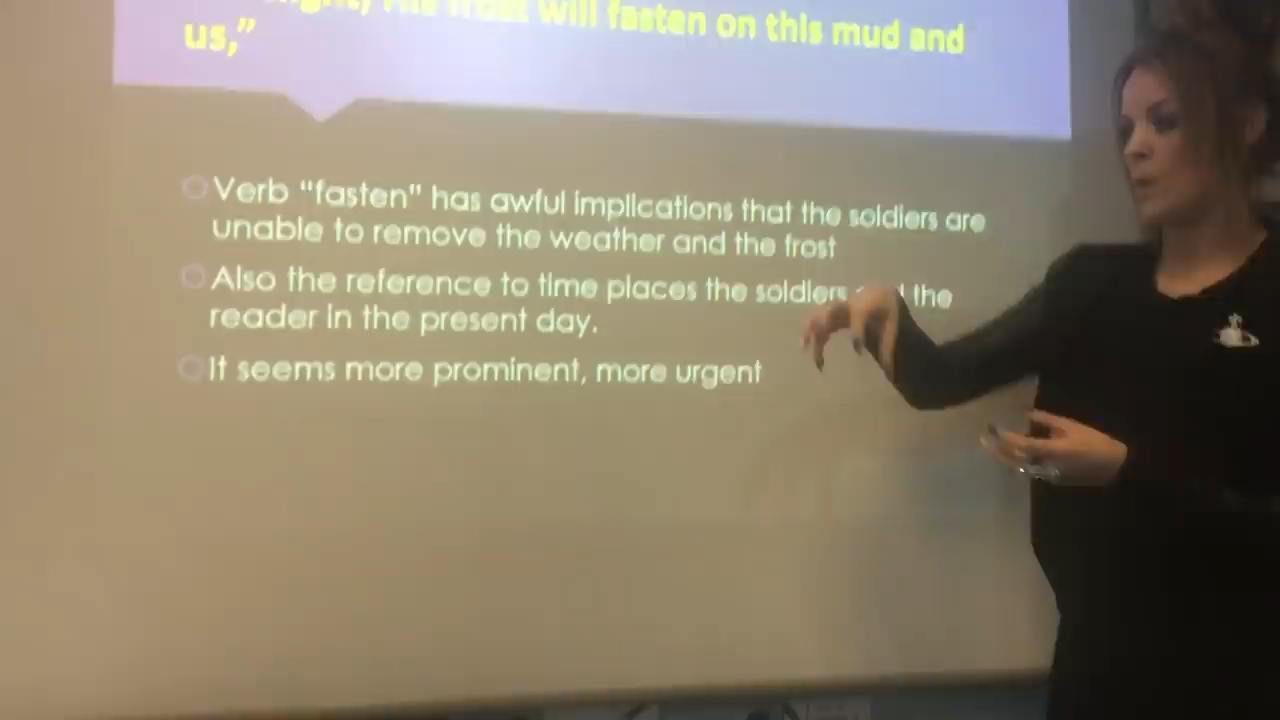 will fasten on this mud and
us,”
Verb “fasten” has awful implications that the soldiers are
unable to remove the weather and the frost
Also the reference to time places the soldiers the
reader in the present day.
It seems more prominent, more urgent